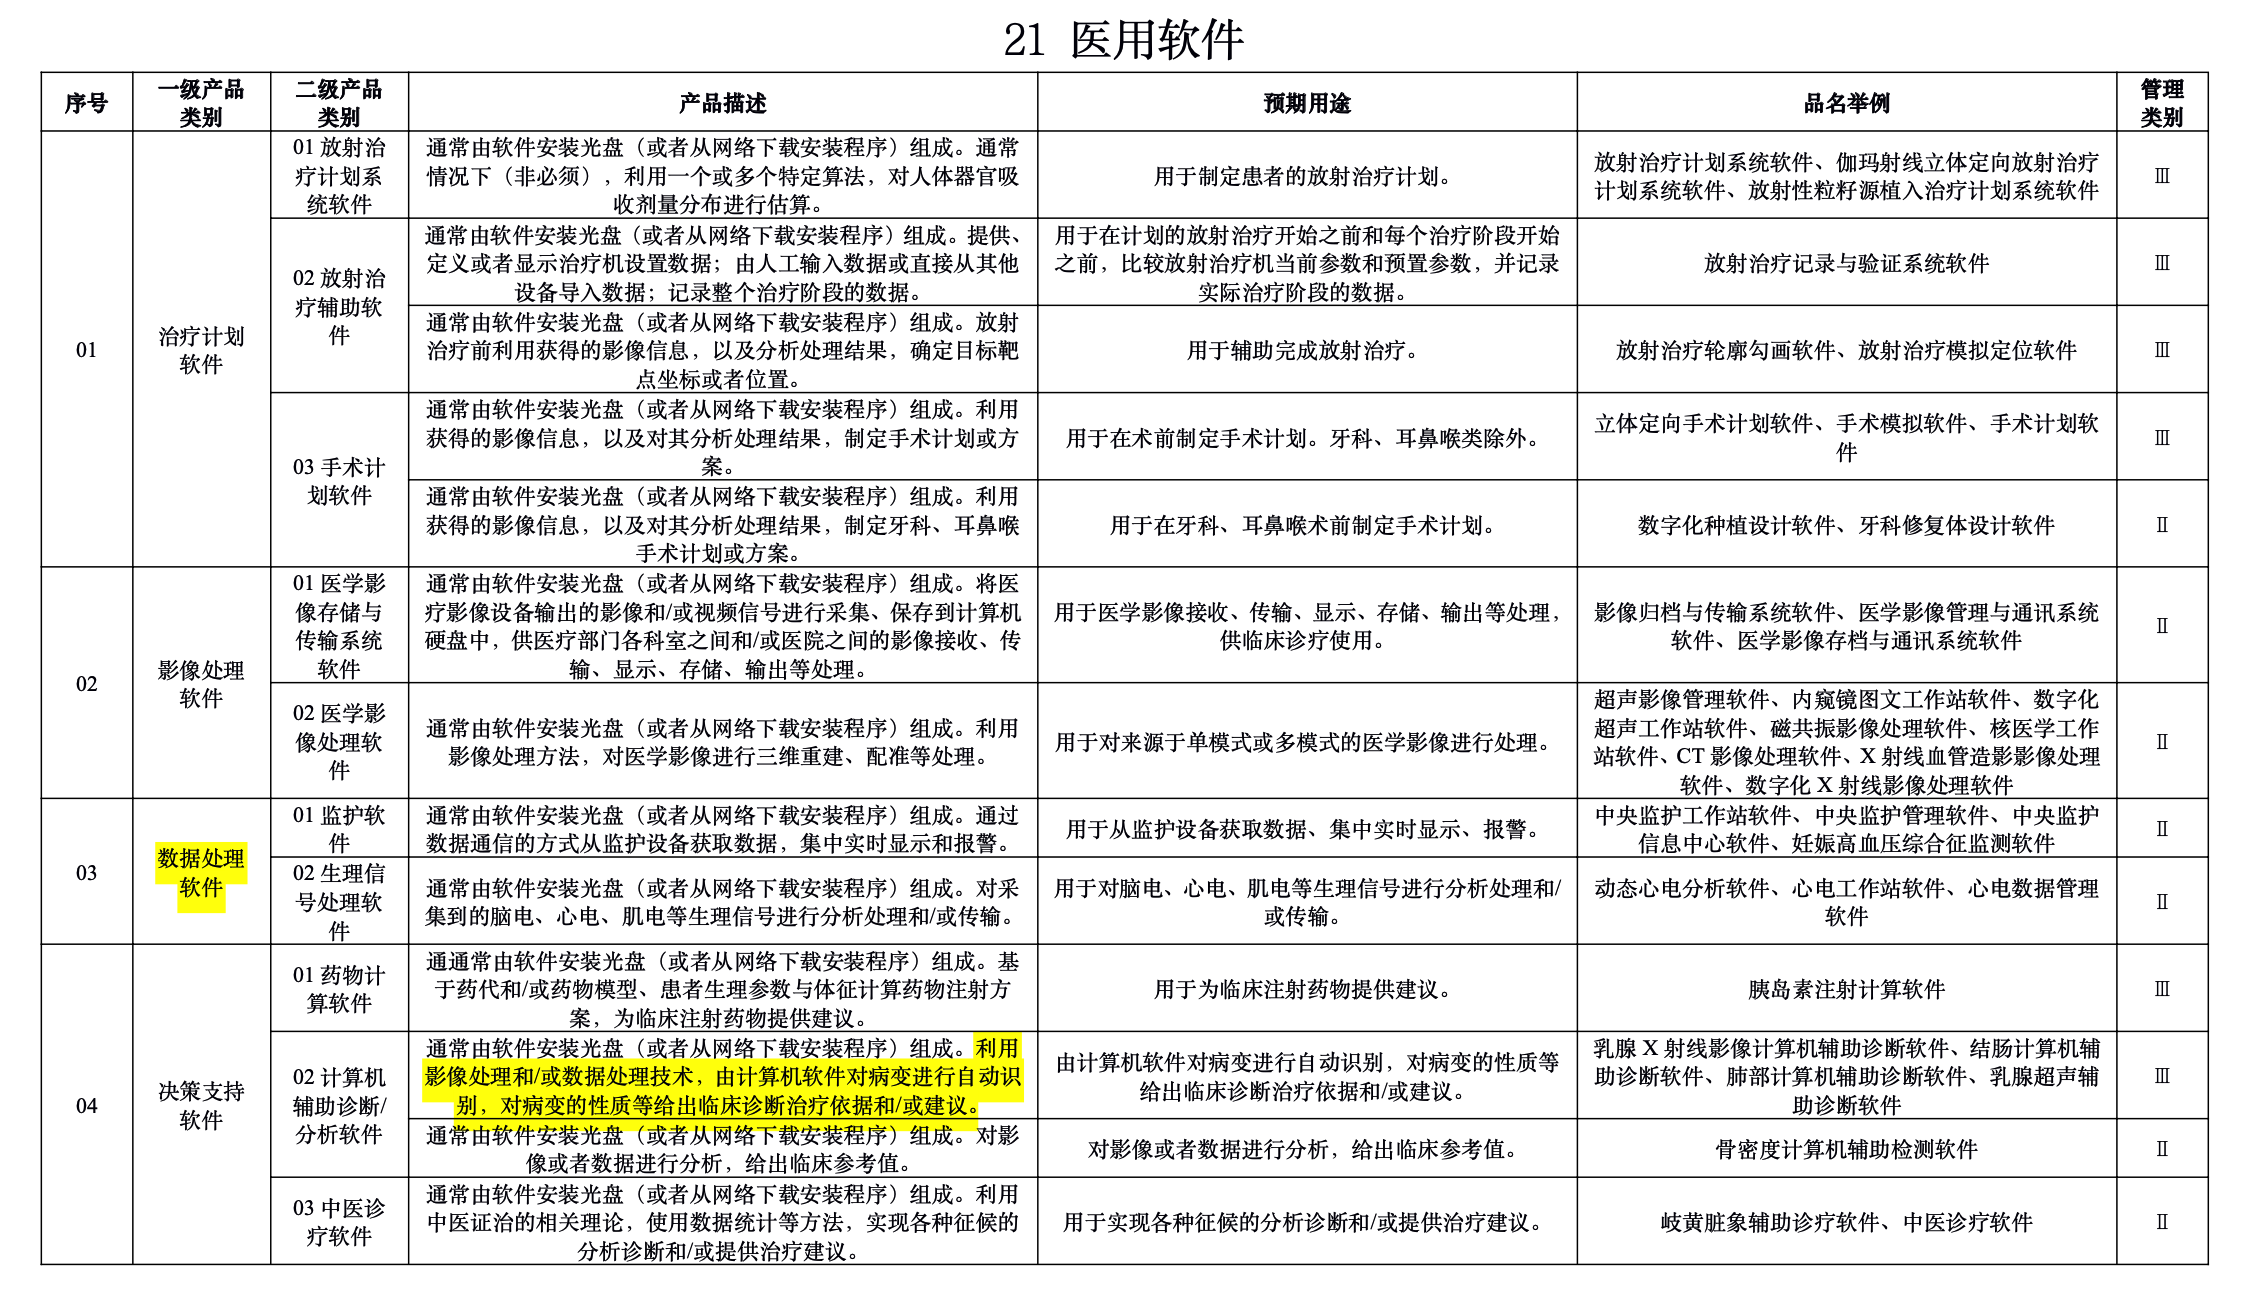 21 医用软件
序号
一级产品
类别
二级产品
类别
产品描述
预期用途
品名举例
管理
类别
01
治疗计划
软件
01 放射治
疗计划系
统软件
通常由软件安装光盘（或者从网络下载安装程序）组成。通常
情况下（非必须），利用一个或多个特定算法，对人体器官吸
收剂量分布进行估算。
用于制定患者的放射治疗计划。
放射治疗计划系统软件、伽玛射线立体定向放射治疗
计划系统软件、放射性粒籽源植入治疗计划系统软件
Ⅲ
02 放射治
疗辅助软
件
通常由软件安装光盘（或者从网络下载安装程序）组成。提供、
定义或者显示治疗机设置数据；由人工输入数据或直接从其他
设备导入数据；记录整个治疗阶段的数据。
用于在计划的放射治疗开始之前和每个治疗阶段开始
之前，比较放射治疗机当前参数和预置参数，并记录
实际治疗阶段的数据。
放射治疗记录与验证系统软件
Ⅲ
通常由软件安装光盘（或者从网络下载安装程序）组成。放射
治疗前利用获得的影像信息，以及分析处理结果，确定目标靶
点坐标或者位置。
用于辅助完成放射治疗。
放射治疗轮廓勾画软件、放射治疗模拟定位软件
Ⅲ
03 手术计
划软件
通常由软件安装光盘（或者从网络下载安装程序）组成。利用
获得的影像信息，以及对其分析处理结果，制定手术计划或方
案。
用于在术前制定手术计划。牙科、耳鼻喉类除外。
立体定向手术计划软件、手术模拟软件、手术计划软
件
Ⅲ
通常由软件安装光盘（或者从网络下载安装程序）组成。利用
获得的影像信息，以及对其分析处理结果，制定牙科、耳鼻喉
手术计划或方案。
用于在牙科、耳鼻喉术前制定手术计划。
数字化种植设计软件、牙科修复体设计软件
Ⅱ
02
影像处理
软件
01 医学影
像存储与
传输系统
软件
通常由软件安装光盘（或者从网络下载安装程序）组成。将医
疗影像设备输出的影像和/或视频信号进行采集、保存到计算机
硬盘中，供医疗部门各科室之间和/或医院之间的影像接收、传
输、显示、存储、输出等处理。
用于医学影像接收、传输、显示、存储、输出等处理，
供临床诊疗使用。
影像归档与传输系统软件、医学影像管理与通讯系统
软件、医学影像存档与通讯系统软件
Ⅱ
02 医学影
像处理软
件
通常由软件安装光盘（或者从网络下载安装程序）组成。利用
影像处理方法，对医学影像进行三维重建、配准等处理。
用于对来源于单模式或多模式的医学影像进行处理。
超声影像管理软件、内窥镜图文工作站软件、数字化
超声工作站软件、磁共振影像处理软件、核医学工作
站软件、CT 影像处理软件、X 射线血管造影影像处理
软件、数字化 X 射线影像处理软件
Ⅱ
03
数据处理
软件
01 监护软
件
通常由软件安装光盘（或者从网络下载安装程序）组成。通过
数据通信的方式从监护设备获取数据，集中实时显示和报警。
用于从监护设备获取数据、集中实时显示、报警。
中央监护工作站软件、中央监护管理软件、中央监护
信息中心软件、妊娠高血压综合征监测软件
Ⅱ
02 生理信
号处理软
件
通常由软件安装光盘（或者从网络下载安装程序）组成。对采
集到的脑电、心电、肌电等生理信号进行分析处理和/或传输。
用于对脑电、心电、肌电等生理信号进行分析处理和/
或传输。
动态心电分析软件、心电工作站软件、心电数据管理
软件
Ⅱ
04
决策支持
软件
01 药物计
算软件
通通常由软件安装光盘（或者从网络下载安装程序）组成。基
于药代和/或药物模型、患者生理参数与体征计算药物注射方
案，为临床注射药物提供建议。
用于为临床注射药物提供建议。
胰岛素注射计算软件
Ⅲ
02 计算机
辅助诊断/
分析软件
通常由软件安装光盘（或者从网络下载安装程序）组成。利用
影像处理和/或数据处理技术，由计算机软件对病变进行自动识
别，对病变的性质等给出临床诊断治疗依据和/或建议。
由计算机软件对病变进行自动识别，对病变的性质等
给出临床诊断治疗依据和/或建议。
乳腺 X 射线影像计算机辅助诊断软件、结肠计算机辅
助诊断软件、肺部计算机辅助诊断软件、乳腺超声辅
助诊断软件
Ⅲ
通常由软件安装光盘（或者从网络下载安装程序）组成。对影
像或者数据进行分析，给出临床参考值。
对影像或者数据进行分析，给出临床参考值。
骨密度计算机辅助检测软件
Ⅱ
03 中医诊
疗软件
通常由软件安装光盘（或者从网络下载安装程序）组成。利用
中医证治的相关理论，使用数据统计等方法，实现各种征候的
分析诊断和/或提供治疗建议。
用于实现各种征候的分析诊断和/或提供治疗建议。
岐黄脏象辅助诊疗软件、中医诊疗软件
Ⅱ